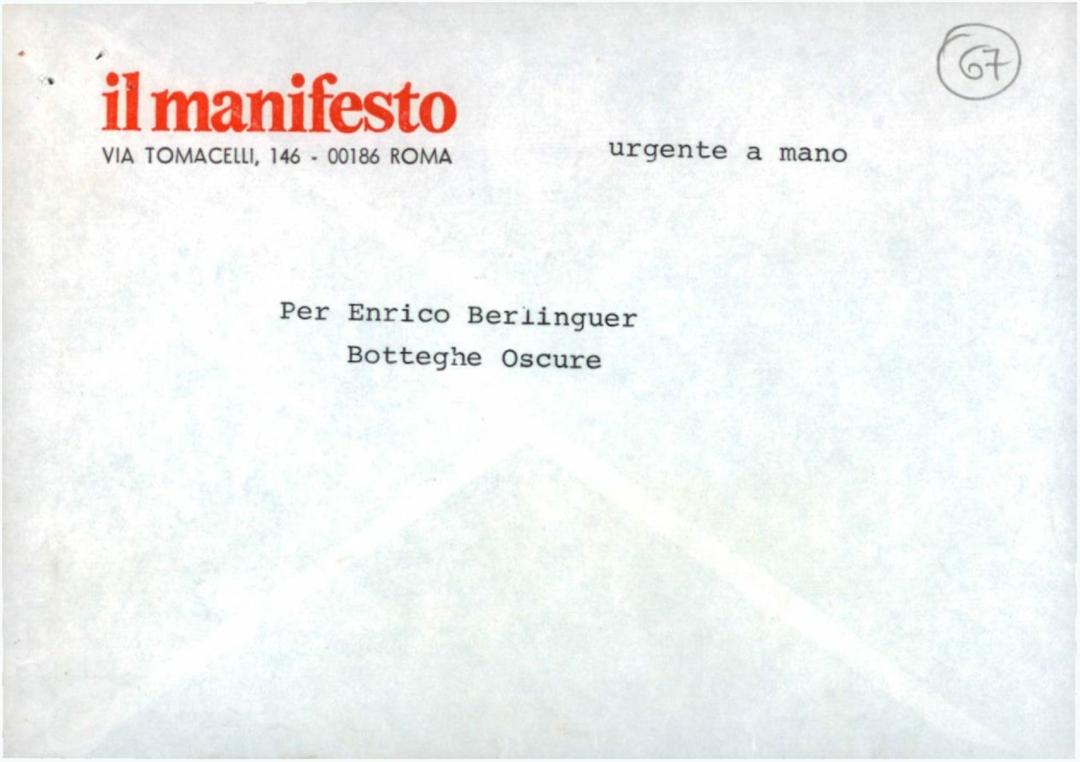 67
il manifesto
VIA TOMACELLI, 146 - 00186 ROMA
urgente a mano
Per Enrico Berlinguer
Botteghe Oscure